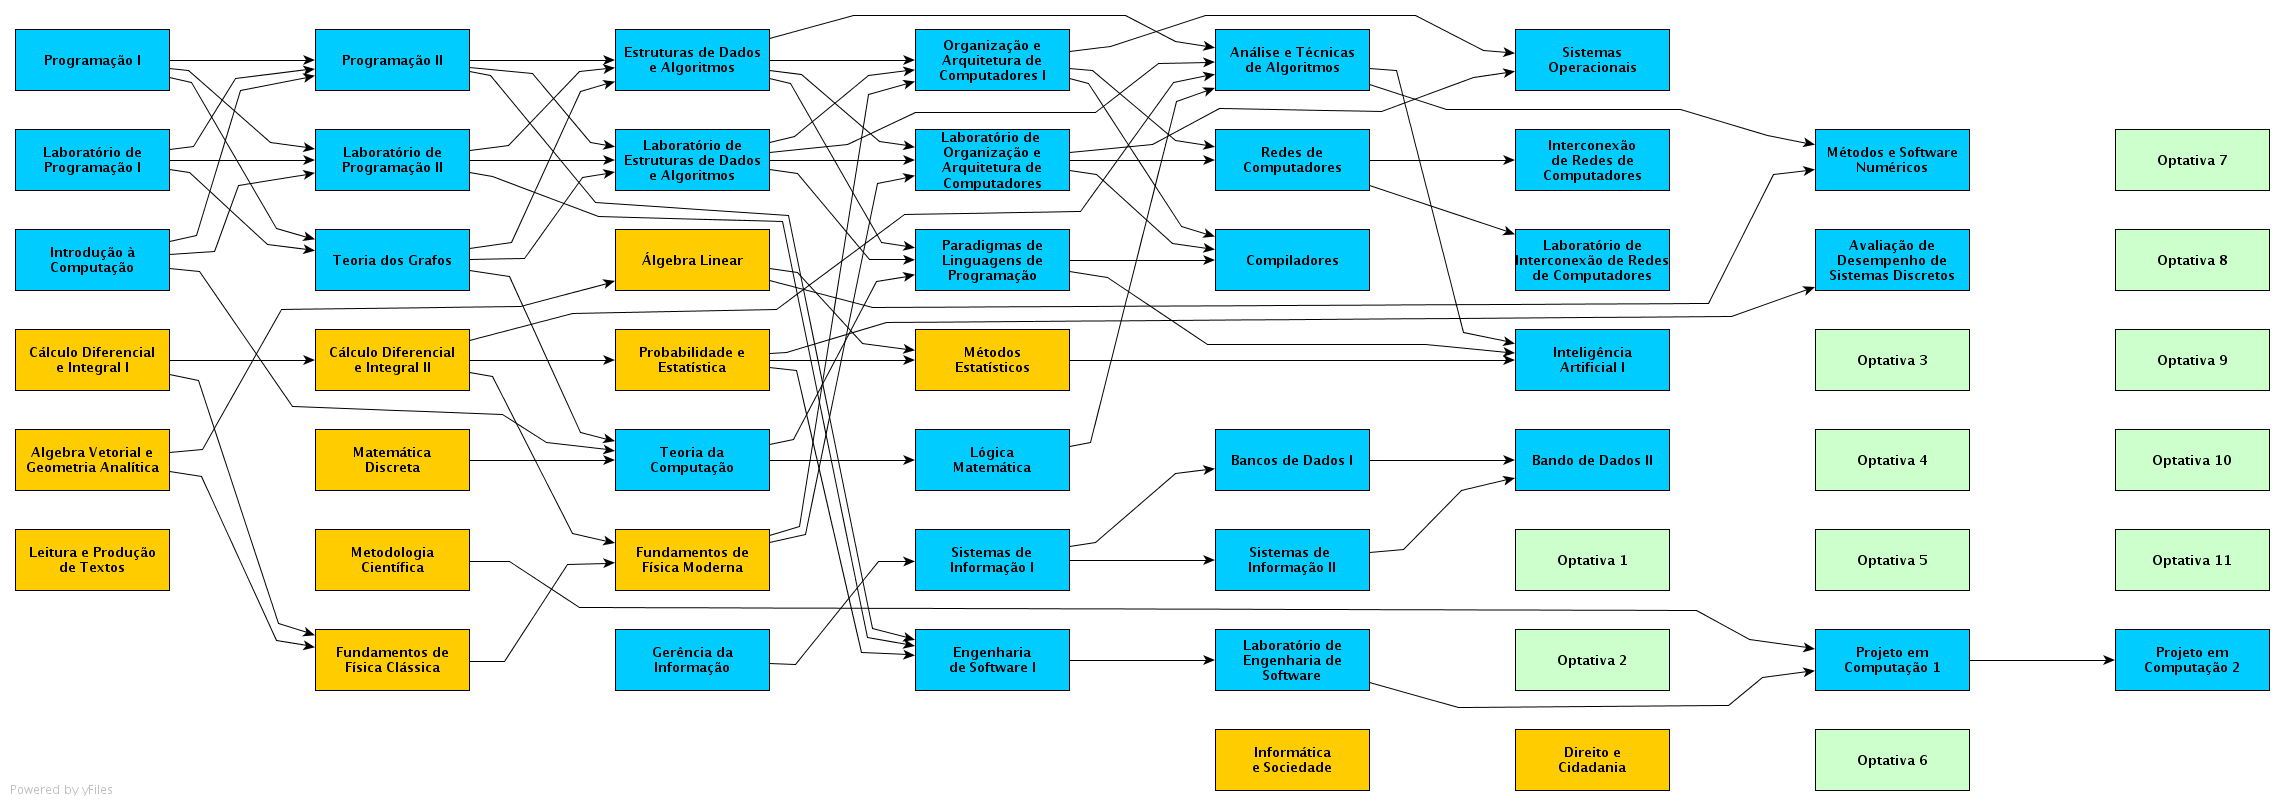 Programação I
Programação II
Estruturas de Dados
e Algoritmos
Organização e
Arquitetura de
Computadores I
Análise e Técnicas
de Algoritmos
Sistemas
Operacionais
Laboratório de
Programação I
Laboratório de
Programação II
Laboratório de
Estruturas de Dados
e Algoritmos
Laboratório de
Organização e
Arquitetura de
Computadores
Redes de
Computadores
Interconexão
de Redes de
Computadores
Métodos e Software
Numéricos
Optativa 7
Introdução à
Computação
Teoria dos Grafos
Álgebra Linear
Paradigmas de
Linguagens de
Programação
Compiladores
Laboratório de
Interconexão de Redes
de Computadores
Avaliação de
Desempenho de
Sistemas Discretos
Optativa 8
Cálculo Diferencial
e Integral I
Cálculo Diferencial
e Integral II
Probabilidade e
Estatística
Métodos
Estatísticos
Inteligência
Artificial I
Optativa 3
Optativa 9
Algebra Vetorial e
Geometria Analítica
Matemática
Discreta
Teoria da
Computação
Lógica
Matemática
Bancos de Dados I
Bando de Dados II
Optativa 4
Optativa 10
Leitura e Produção
de Textos
Metodologia
Científica
Fundamentos de
Física Moderna
Sistemas de
Informação I
Sistemas de
Informação II
Optativa 1
Optativa 5
Optativa 11
Fundamentos de
Física Clássica
Gerência da
Informação
Engenharia
de Software I
Laboratório de
Engenharia de
Software
Optativa 2
Projeto em
Computação 1
Projeto em
Computação 2
Informática
e Sociedade
Direito e
Cidadania
Optativa 6
Powered by yFiles